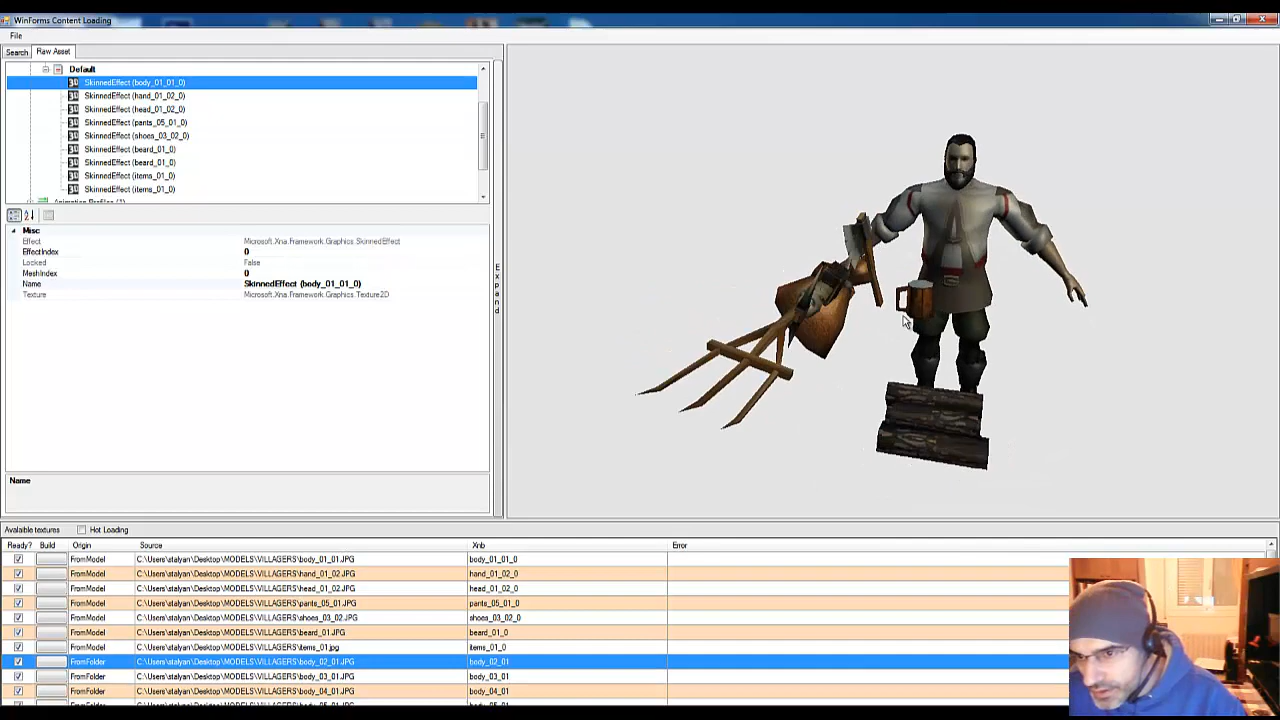 WinForms Content Loading
File
Search Raw Asset
Default
SkinnedEffect (body_01_01_0)
SkinnedEffect (hand_01_02_0)
SkinnedEffect (head_01_02_0)
SkinnedEffect (pants_05_01_0)
SkinnedEffect (shoes_03_02_0)
SkinnedEffect (beard_01_0)
SkinnedEffect (beard_01_0)
SkinnedEffect (items_01_0)
SkinnedEffect (items_01_0)
Misc
Effect Microsoft.Xna.Framework.Graphics.SkinnedEffect
EffectIndex 0
Locked False
MeshIndex 0
Name SkinnedEffect (body_01_01_0)
Texture Microsoft.Xna.Framework.Graphics.Texture2D
Expand
Name
Avalaible textures Hot Loading
Ready? Build Origin Source Xnb Error
FromModel C:\Users\stalyan\Desktop\MODELS\VILLAGERS\body_01_01.JPG body_01_01_0
FromModel C:\Users\stalyan\Desktop\MODELS\VILLAGERS\hand_01_02.JPG hand_01_02_0
FromModel C:\Users\stalyan\Desktop\MODELS\VILLAGERS\head_01_02.JPG head_01_02_0
FromModel C:\Users\stalyan\Desktop\MODELS\VILLAGERS\pants_05_01.JPG pants_05_01_0
FromModel C:\Users\stalyan\Desktop\MODELS\VILLAGERS\shoes_03_02.JPG shoes_03_02_0
FromModel C:\Users\stalyan\Desktop\MODELS\VILLAGERS\beard_01.JPG beard_01_0
FromModel C:\Users\stalyan\Desktop\MODELS\VILLAGERS\items_01.jpg items_01_0
FromFolder C:\Users\stalyan\Desktop\MODELS\VILLAGERS\body_02_01.JPG body_02_01
FromFolder C:\Users\stalyan\Desktop\MODELS\VILLAGERS\body_03_01.JPG body_03_01
FromFolder C:\Users\stalyan\Desktop\MODELS\VILLAGERS\body_04_01.JPG body_04_01